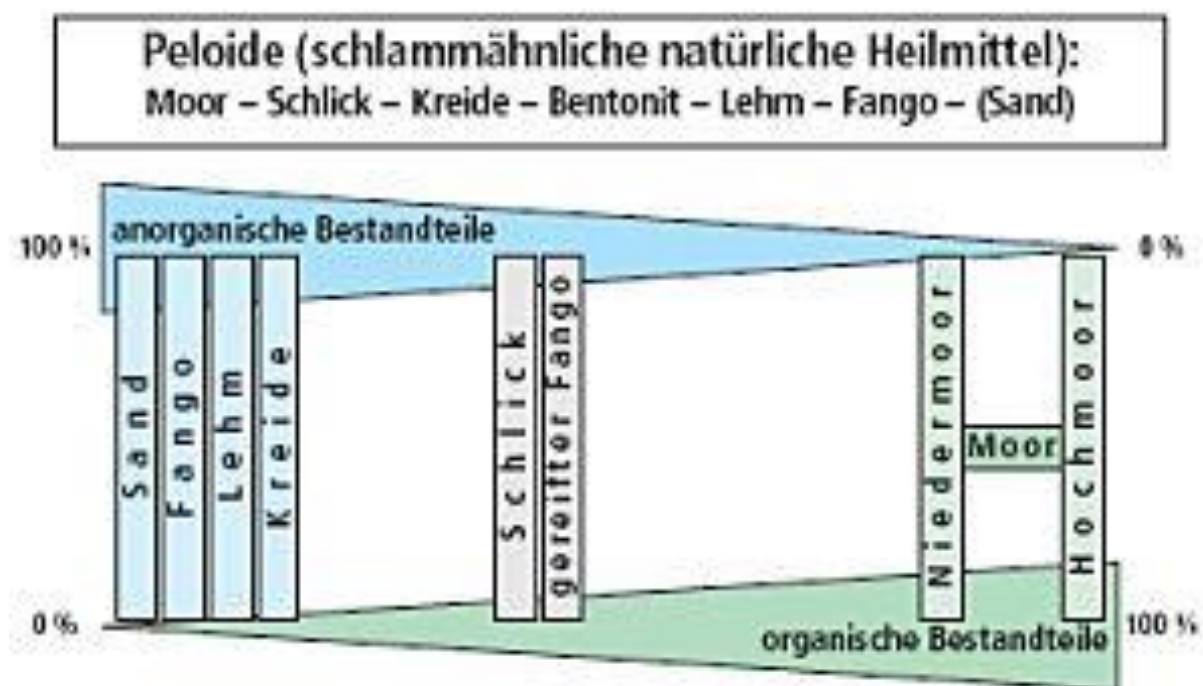 Peloide (schlammähnliche natürliche Heilmittel):
Moor – Schlick – Kreide – Bentonit – Lehm – Fango – (Sand)
anorganische Bestandteile
100 %
0 %
Sand
Fango
Lehm
Kreide
Schlick
gereifter Fango
Niedermoor
Moor
Hochmoor
0 %
organische Bestandteile
100 %